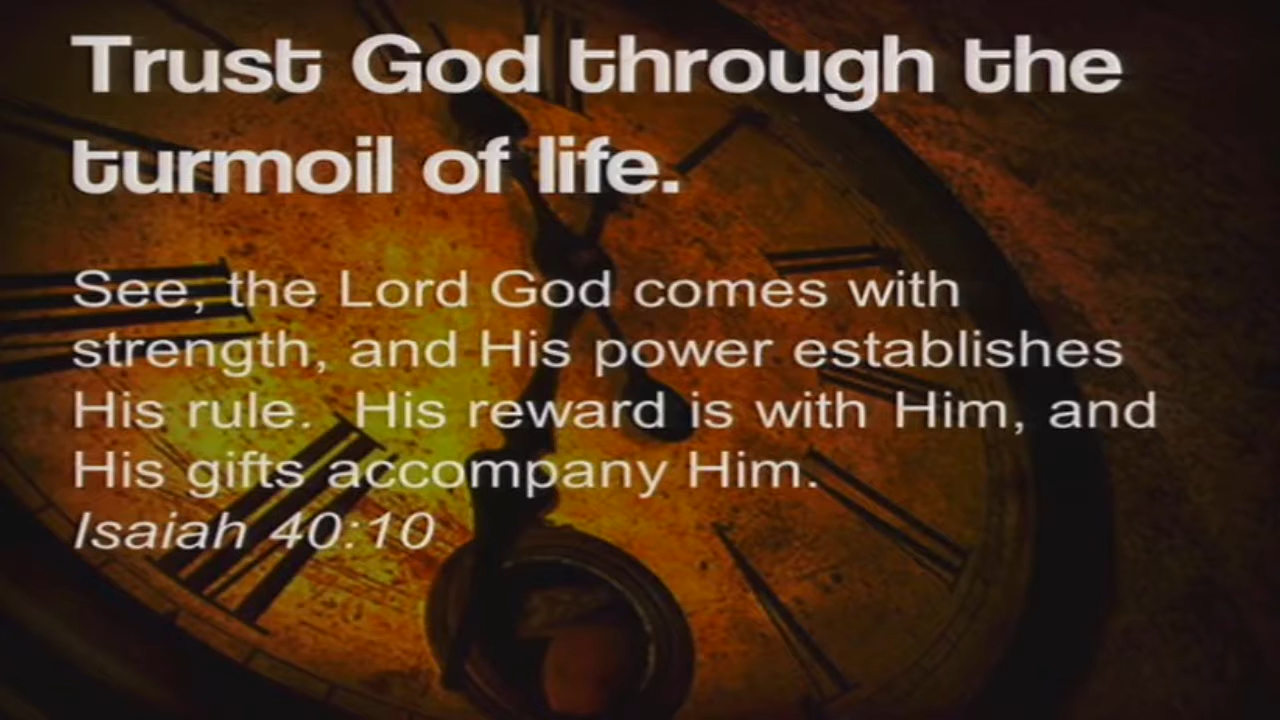 Trust God through the
turmoil of life.
See, the Lord God comes with
strength, and His power establishes
His rule.  His reward is with Him, and
His gifts accompany Him.
Isaiah 40:10